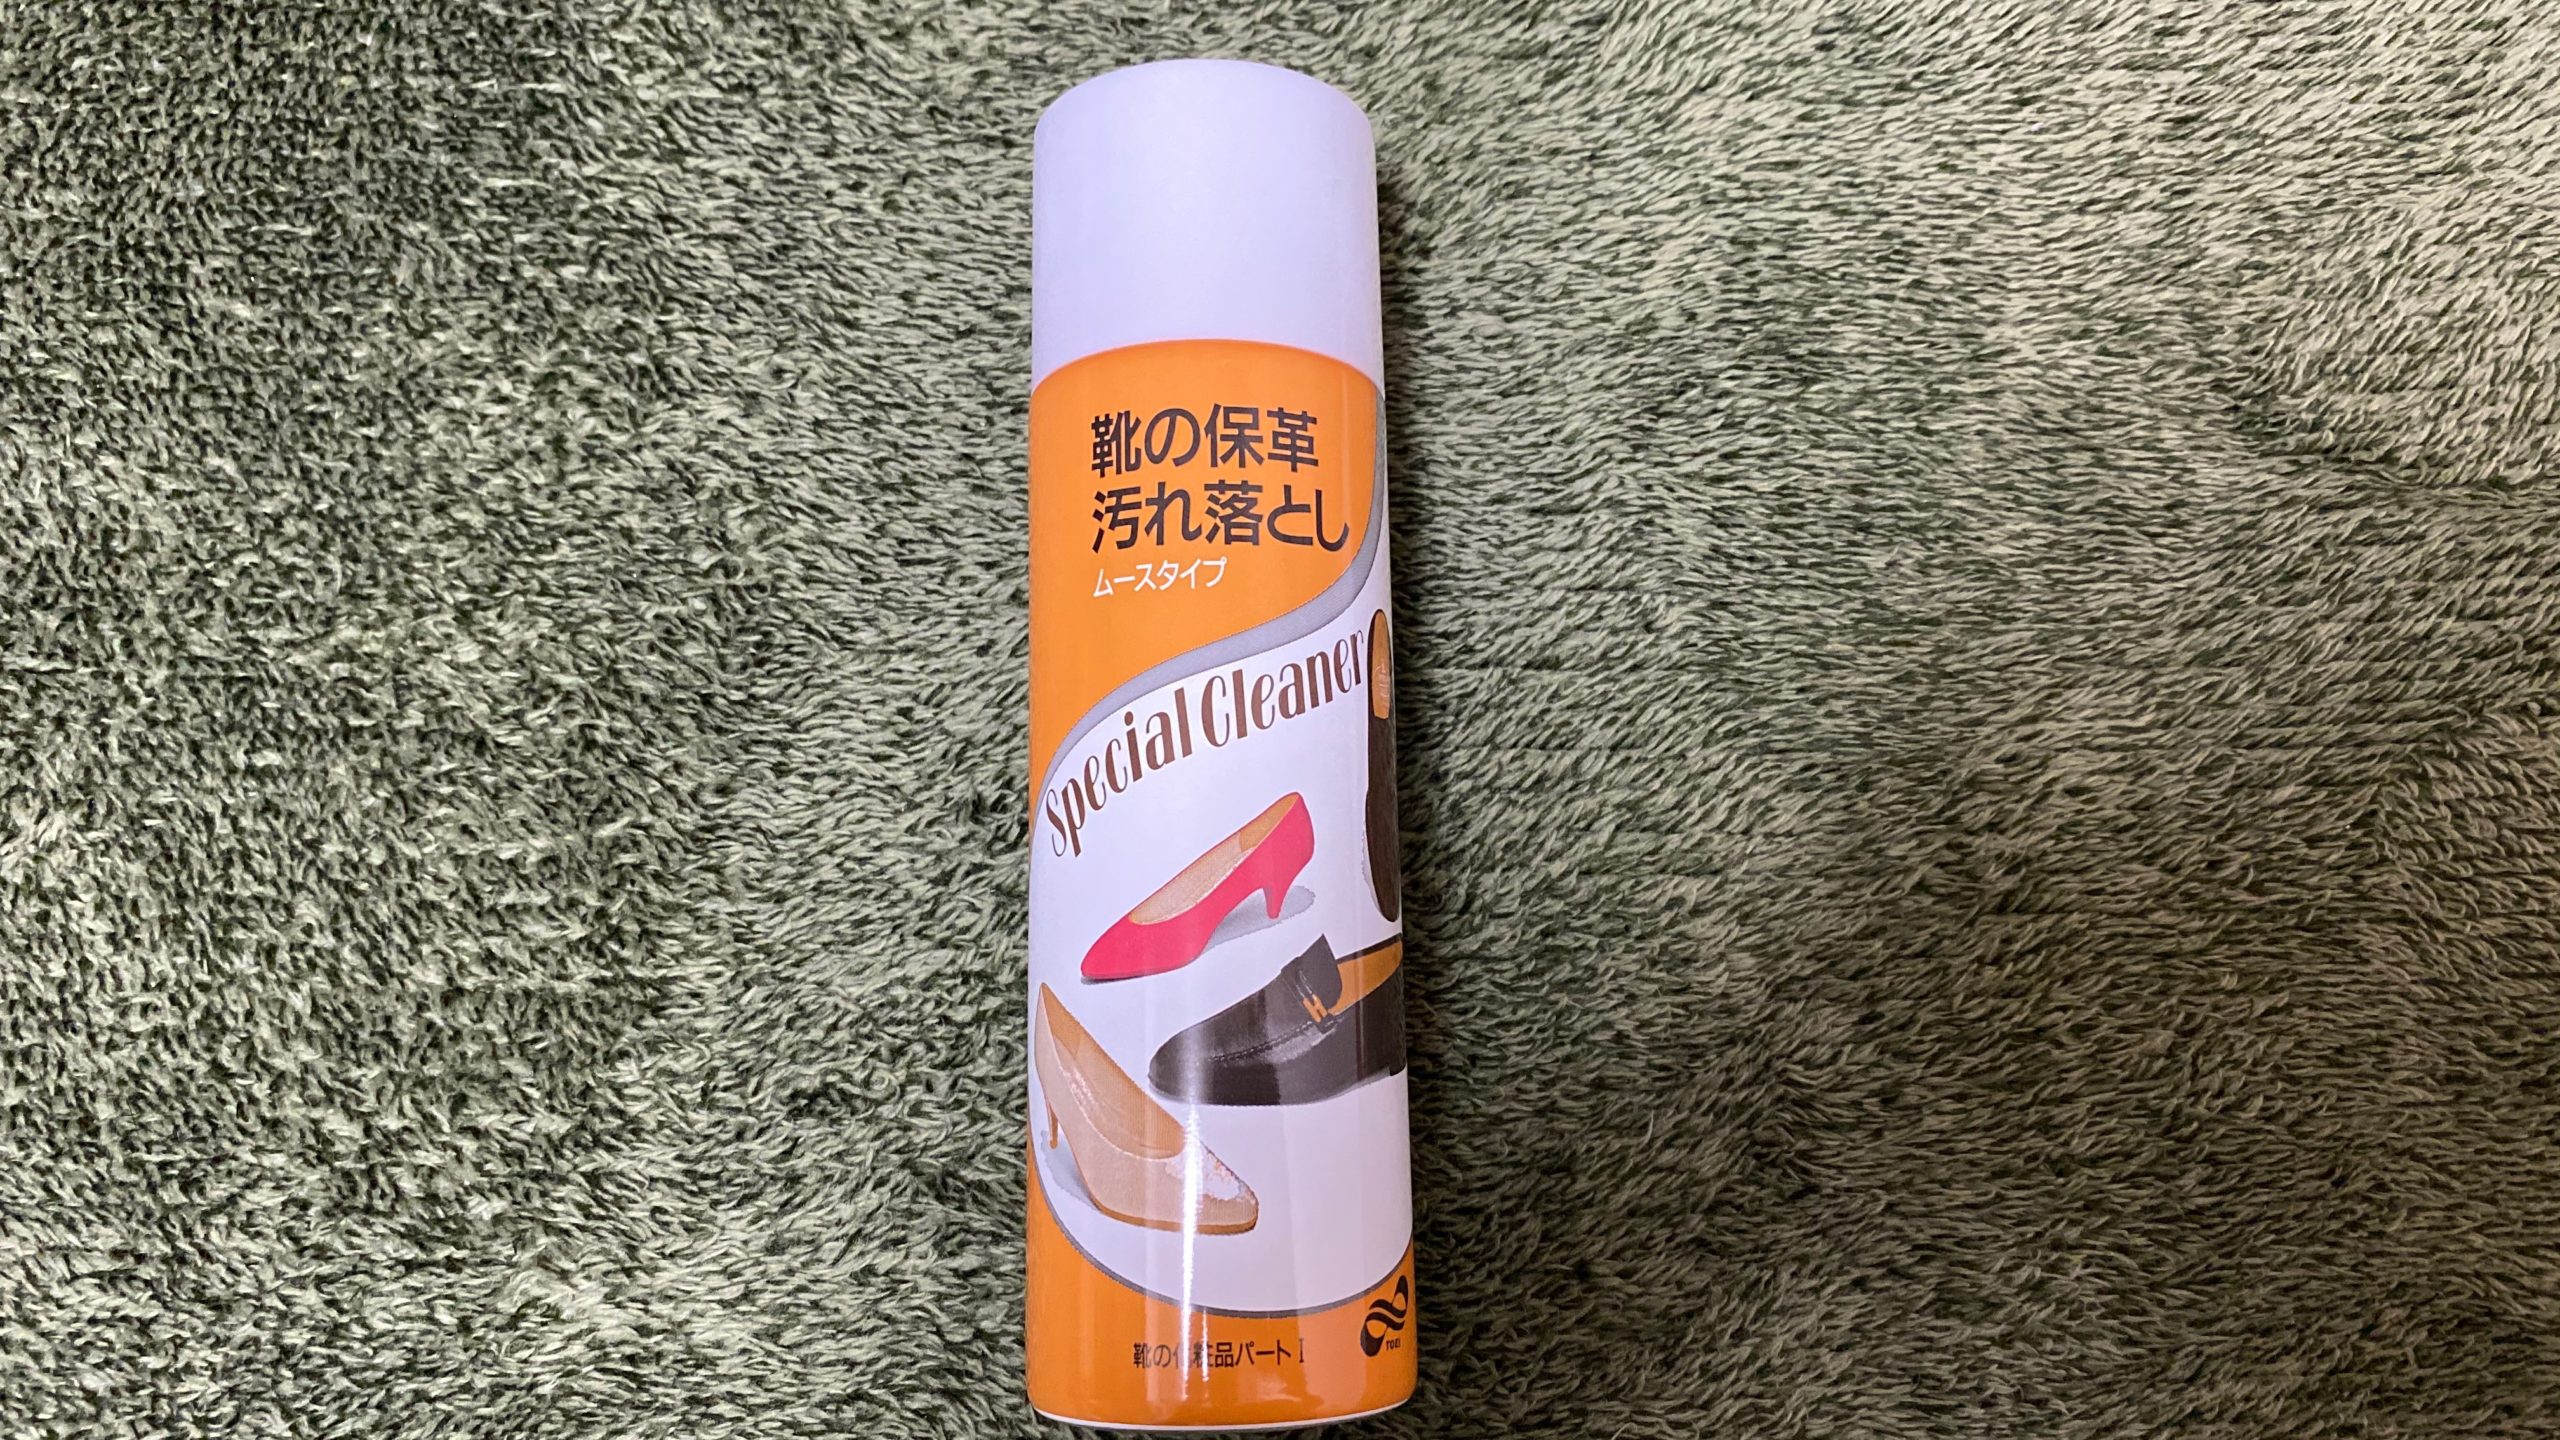 靴の保革
汚れ落とし
ムースタイプ
Special Cleaner
H
靴の化粧品パートI
TOEI